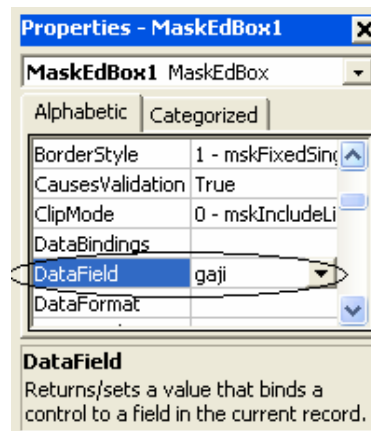 Properties - MaskEdBox1
MaskEdBox1 MaskEdBox
Alphabetic Categorized
BorderStyle 1 - mskFixedSing
CausesValidation True
ClipMode 0 - mskIncludeLi
DataBindings
DataField gaji
DataFormat
DataField
Returns/sets a value that binds a
control to a field in the current record.